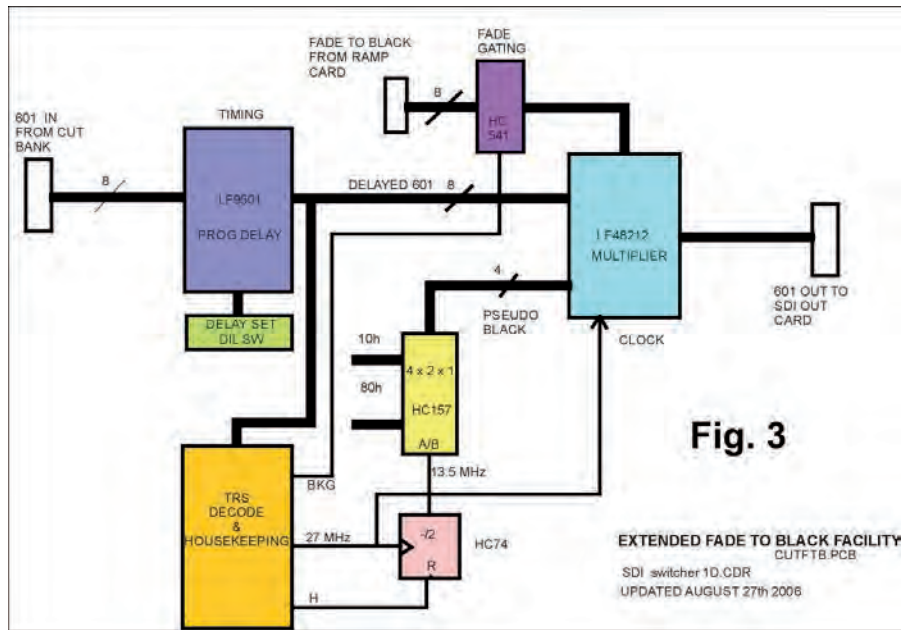 FADE TO BLACK
FROM RAMP
CARD
FADE
GATING
8
HC
541
601 IN
FROM CUT
BANK
8
TIMING
LF9501
PROG DELAY
DELAY SET
DIL SW
DELAYED 601
8
LF48212
MULTIPLIER
601 OUT TO
SDI OUT
CARD
4
PSEUDO
BLACK
CLOCK
10h
80h
4 x 2 x 1
HC157
A/B
13.5 MHz
Fig. 3
TRS
DECODE
&
HOUSEKEEPING
BKG
27 MHz
H
-/2
R
HC74
EXTENDED FADE TO BLACK FACILITY
CUTFTB.PCB
SDI switcher 1D.CDR
UPDATED AUGUST 27th 2006